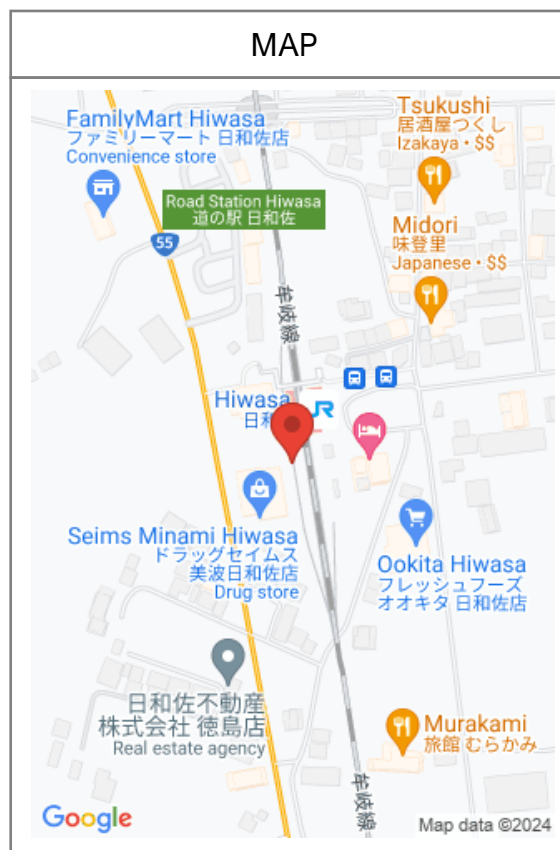 MAP
FamilyMart Hiwasa
ファミリーマート 日和佐店
Convenience store
Tsukushi
居酒屋つくし
Izakaya・$$
Road Station Hiwasa
道の駅 日和佐
Midori
味登里
Japanese・$$
55
牟岐線
Hiwasa
日和
JR
Seims Minami Hiwasa
ドラッグセイムス
美波日和佐店
Drug store
Ookita Hiwasa
フレッシュフーズ
オオキタ 日和佐店
日和佐不動産
株式会社 徳島店
Real estate agency
Murakami
旅館 むらかみ
牟岐線
Google
Map data ©2024